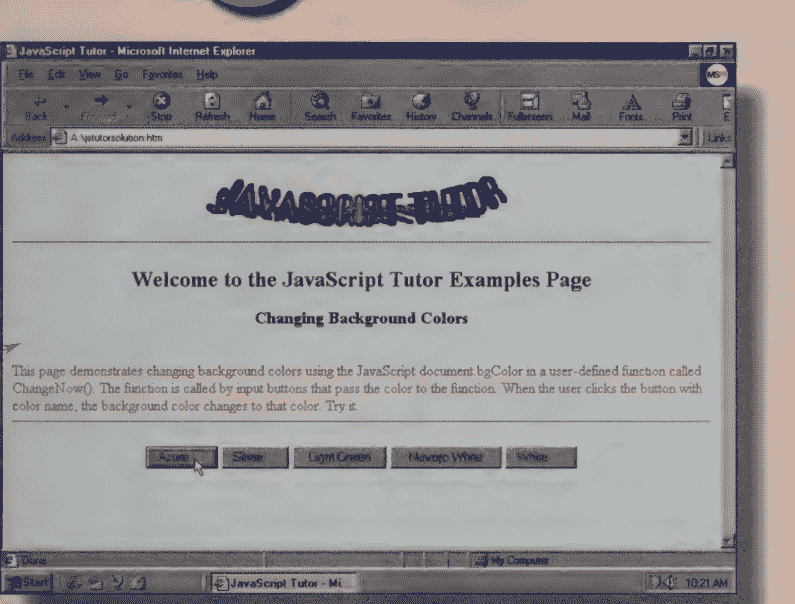 JavaScript Tutor - Microsoft Internet Explorer
File Edit View Go Favorites Help
Back Forward Stop Refresh Home Search Favorites History Channels Fullscreen Mail Fonts Print E
Address A:\jstutorsolution.htm Links
JAVASCRIPT TUTOR
Welcome to the JavaScript Tutor Examples Page
Changing Background Colors
This page demonstrates changing background colors using the JavaScript document bgColor in a user-defined function called
ChangeNow(). The function is called by input buttons that pass the color to the function. When the user clicks the button with
color name, the background color changes to that color. Try it.
Azure Silver Light Green Navajo White White
Done My Computer
Start JavaScript Tutor - Mi... 10:21 AM